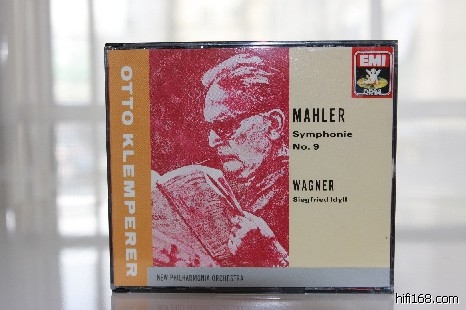 OTTO KLEMPERER
EMI
MAHLER
Symphonie
No. 9
WAGNER
Siegfried Idyll
NEW PHILHARMONIA ORCHESTRA
hifi168.com